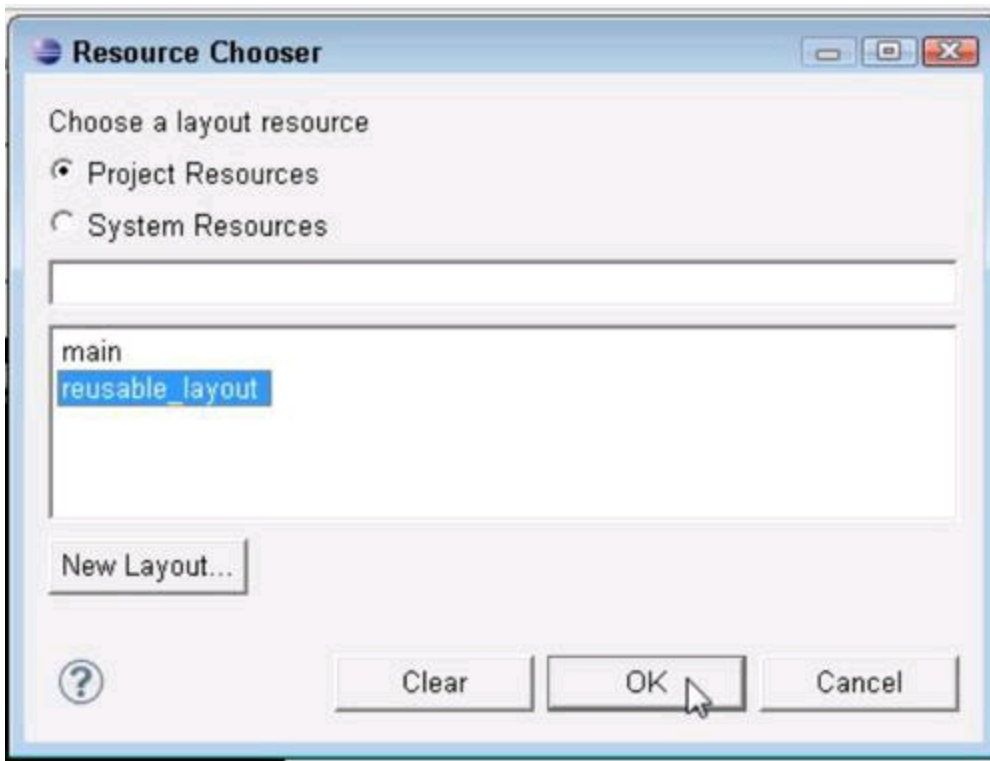 Resource Chooser
Choose a layout resource
Project Resources
System Resources
main
reusable_layout
New Layout...
?
Clear OK Cancel